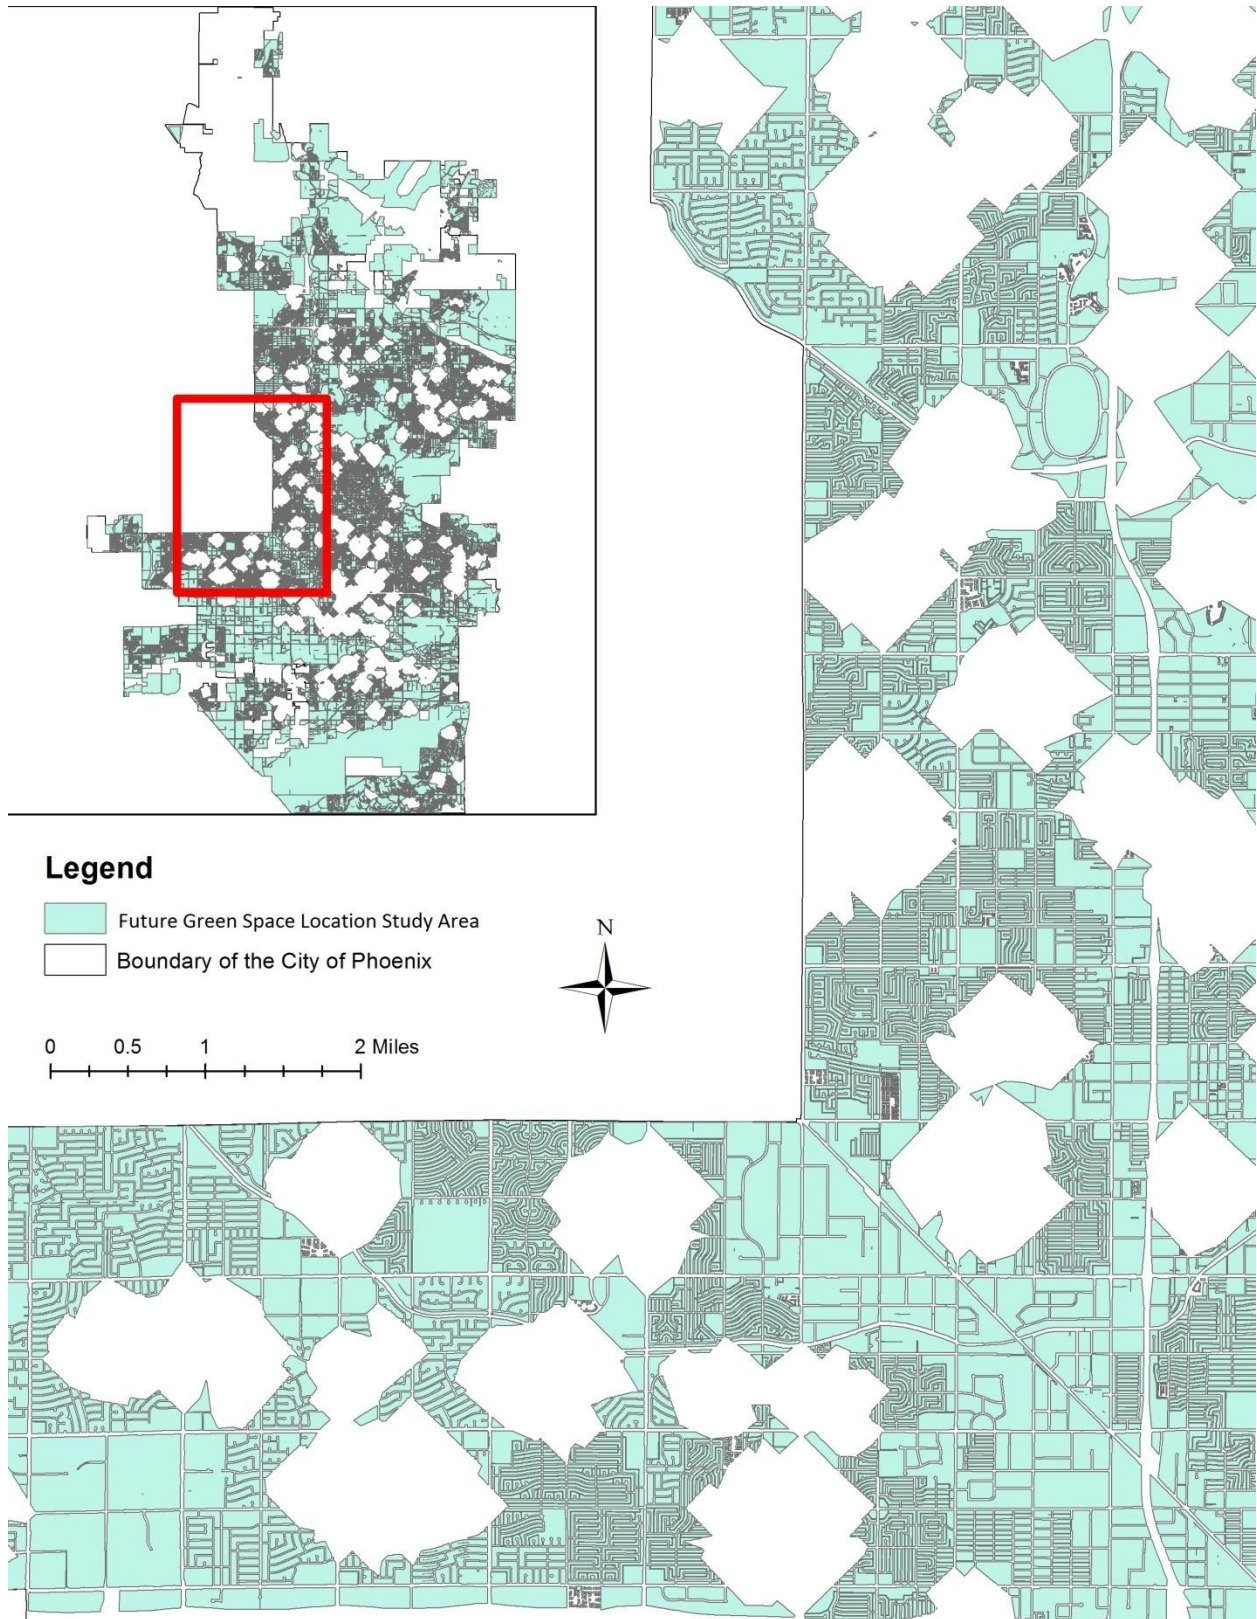 Legend
Future Green Space Location Study Area
Boundary of the City of Phoenix
N
0 0.5 1 2 Miles